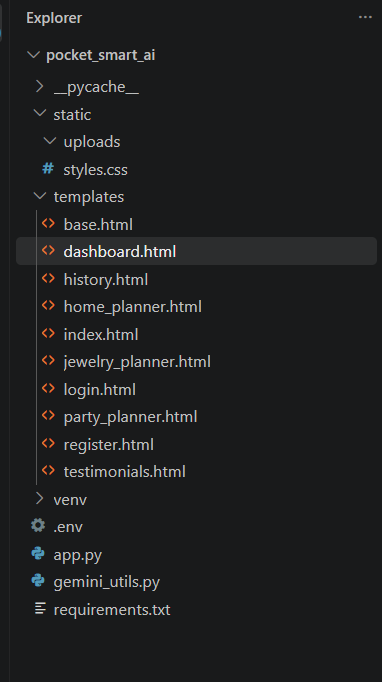 Explorer
pocket_smart_ai
__pycache__
static
uploads
# styles.css
templates
<> base.html
<> dashboard.html
<> history.html
<> home_planner.html
<> index.html
<> jewelry_planner.html
<> login.html
<> party_planner.html
<> register.html
<> testimonials.html
venv
.env
app.py
gemini_utils.py
requirements.txt